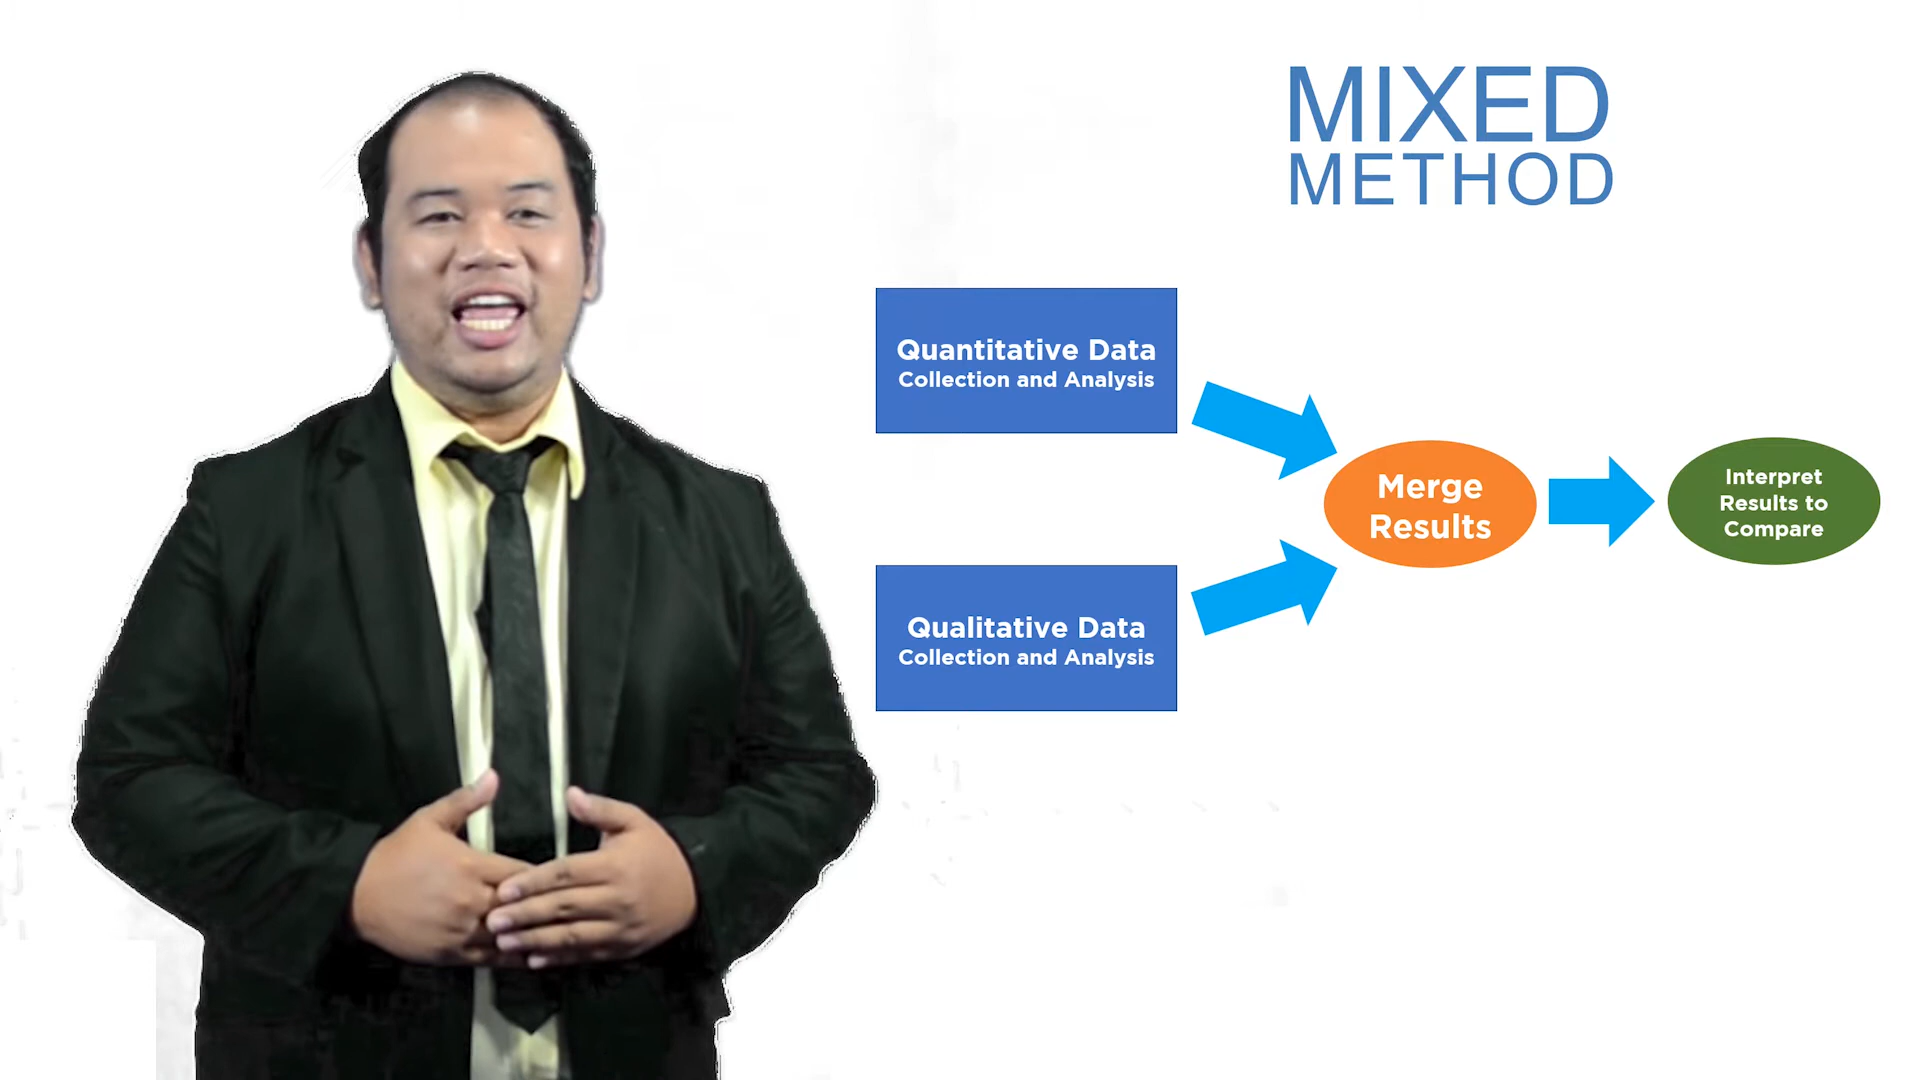 MIXED
METHOD
Quantitative Data
Collection and Analysis
Qualitative Data
Collection and Analysis
Merge
Results
Interpret
Results to
Compare